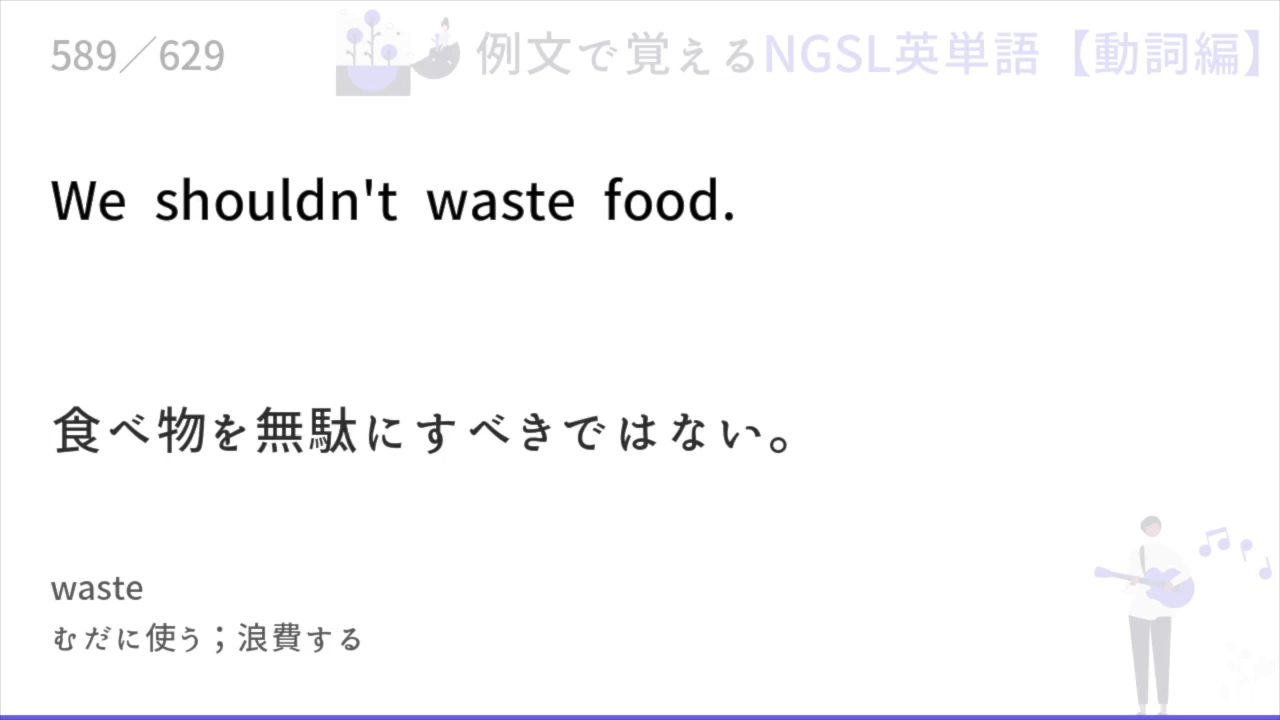 589／629
例文で覚えるNGSL英単語【動詞編】
We shouldn't waste food.
食べ物を無駄にすべきではない。
waste
むだに使う；浪費する